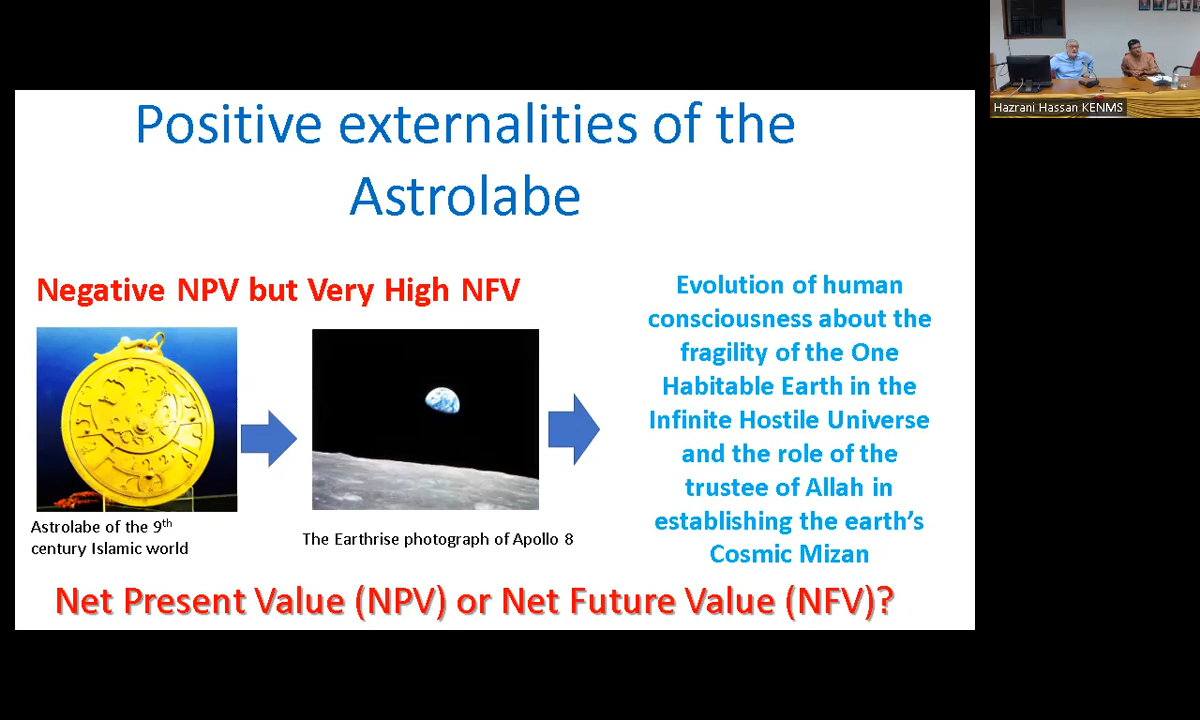 Hazrani Hassan KENMS
Positive externalities of the
Astrolabe
Negative NPV but Very High NFV
Astrolabe of the 9th
century Islamic world
The Earthrise photograph of Apollo 8
Evolution of human
consciousness about the
fragility of the One
Habitable Earth in the
Infinite Hostile Universe
and the role of the
trustee of Allah in
establishing the earth's
Cosmic Mizan
Net Present Value (NPV) or Net Future Value (NFV)?